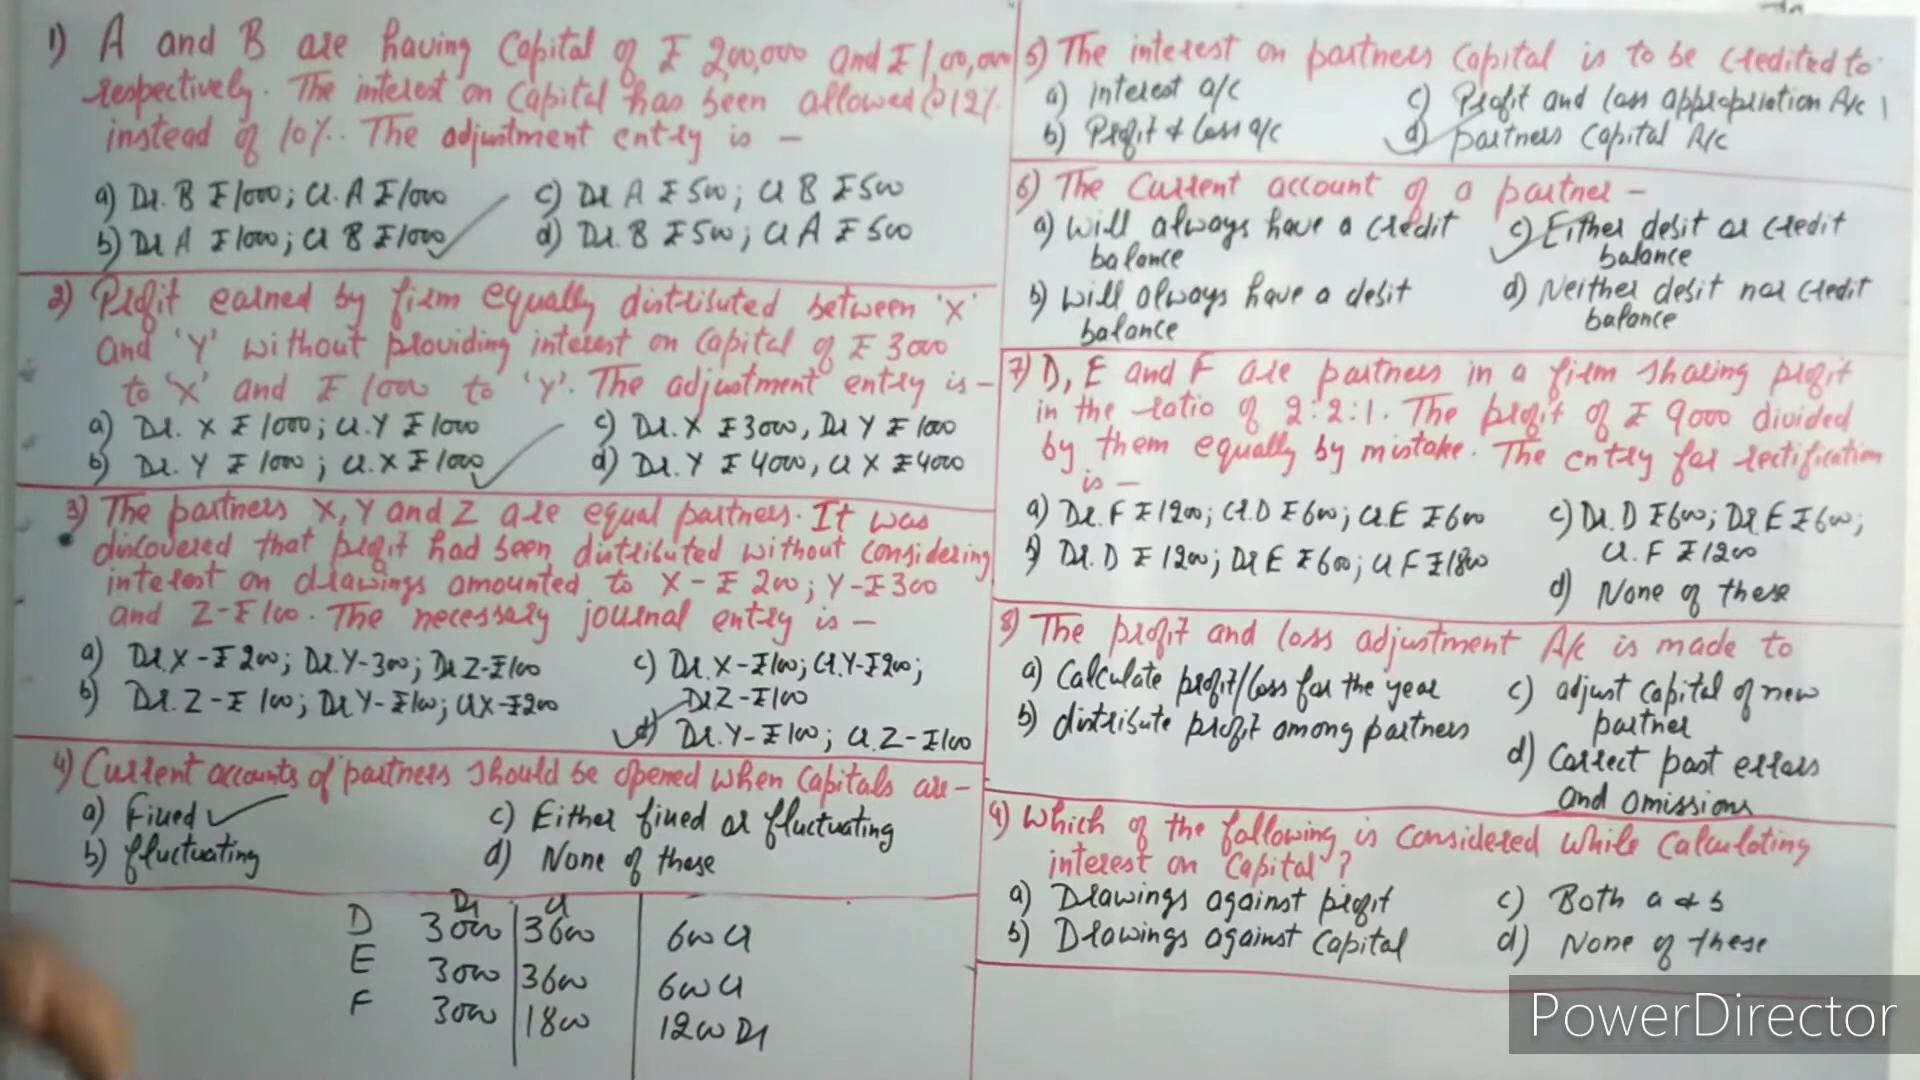 1) A and B are having Capital of ₹ 2,00,000 and ₹ 1,00,000
respectively. The interest on Capital has been allowed @ 12%
instead of 10%. The adjustment entry is –
a) Dr. B ₹ 1000; Cr. A ₹ 1000
b) Dr A ₹ 1000; Cr B ₹ 1000
c) Dr A ₹ 500; Cr B ₹ 500
d) Dr. B ₹ 500; Cr A ₹ 500
2) Profit earned by firm equally distributed between 'X'
and 'Y' without providing interest on Capital of ₹ 3000
to 'X' and ₹ 1000 to 'Y'. The adjustment entry is –
a) Dr. X ₹ 1000; Cr. Y ₹ 1000
b) Dr. Y ₹ 1000; Cr. X ₹ 1000
c) Dr. X ₹ 3000, Dr Y ₹ 1000
d) Dr. Y ₹ 4000, Cr X ₹ 4000
3) The partners X, Y and Z are equal partners. It was
discovered that profit had been distributed without considering
interest on drawings amounted to X - ₹ 200; Y - ₹ 300
and Z - ₹ 100. The necessary journal entry is –
a) Dr. X - ₹ 200; Dr. Y - 300; Dr Z - ₹ 100
b) Dr. Z - ₹ 100; Dr Y - ₹ 100; Cr X - ₹ 200
c) Dr. X - ₹ 100; Cr. Y - ₹ 200;
Dr Z - ₹ 100
d) Dr. Y - ₹ 100; Cr. Z - ₹ 100
4) Current accounts of partners should be opened when Capitals are –
a) Fixed
b) fluctuating
c) Either fixed or fluctuating
d) None of these
Dr Cr
D 3000 3600 600 Cr
E 3000 3600 600 Cr
F 3000 1800 1200 Dr
5) The interest on partners Capital is to be credited to
a) Interest a/c
b) Profit & Loss a/c
c) Profit and loss appropriation A/c
d) partners Capital A/c
6) The Current account of a partner –
a) Will always have a credit
balance
b) Will always have a debit
balance
c) Either debit or credit
balance
d) Neither debit nor credit
balance
7) D, E and F are partners in a firm sharing profit
in the ratio of 2:2:1. The profit of ₹ 9000 divided
by them equally by mistake. The entry for rectification
is –
a) Dr. F ₹ 1200; Cr. D ₹ 600; Cr. E ₹ 600
b) Dr. D ₹ 1200; Dr E ₹ 600; Cr F ₹ 1800
c) Dr. D ₹ 600; Dr E ₹ 600;
Cr. F ₹ 1200
d) None of these
8) The profit and loss adjustment A/c is made to
a) Calculate profit/loss for the year
b) distribute profit among partners
c) adjust capital of new
partner
d) Correct past errors
and omissions
9) Which of the following is considered while Calculating
interest on Capital?
a) Drawings against profit
b) Drawings against Capital
c) Both a & b
d) None of these
PowerDirector